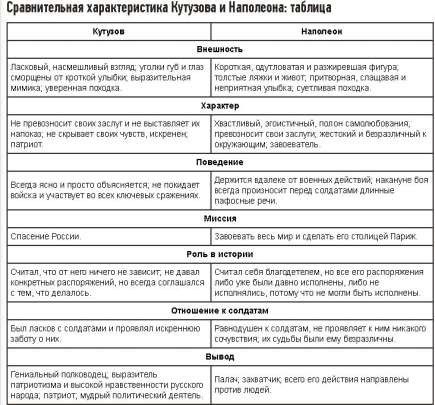 Сравнительная характеристика Кутузова и Наполеона: таблица
Кутузов
Наполеон
Внешность
Ласковый, насмешливый взгляд; уголки губ и глаз
сморщены от кроткой улыбки; выразительная
мимика; уверенная походка.
Короткая, одутловатая и разжиревшая фигура;
толстые ляжки и живот; притворная, слащавая и
неприятная улыбка; суетливая походка.
Характер
Не превозносит своих заслуг и не выставляет их
напоказ; не скрывает своих чувств, искренен;
патриот.
Хвастливый, эгоистичный, полон самолюбования;
превозносит свои заслуги; жестокий и безразличный к
окружающим; завоеватель.
Поведение
Всегда ясно и просто объясняется; не покидает
войска и участвует во всех ключевых сражениях.
Держится вдалеке от военных действий; накануне боя
всегда произносит перед солдатами длинные
пафосные речи.
Миссия
Спасение России.
Завоевать весь мир и сделать его столицей Париж.
Роль в истории
Считал, что от него ничего не зависит; не давал
конкретных распоряжений, но всегда соглашался
с тем, что делалось.
Считал себя благодетелем, но все его распоряжения
либо уже были давно исполнены, либо не
исполнялись, потому что не могли быть исполнены.
Отношение к солдатам
Был ласков с солдатами и проявлял искреннюю
заботу о них.
Равнодушен к солдатам, не проявляет к ним никакого
сочувствия; их судьбы были ему безразличны.
Вывод
Гениальный полководец; выразитель
патриотизма и высокой нравственности русского
народа; патриот; мудрый политический деятель.
Палач; захватчик; всего его действия направлены
против людей.